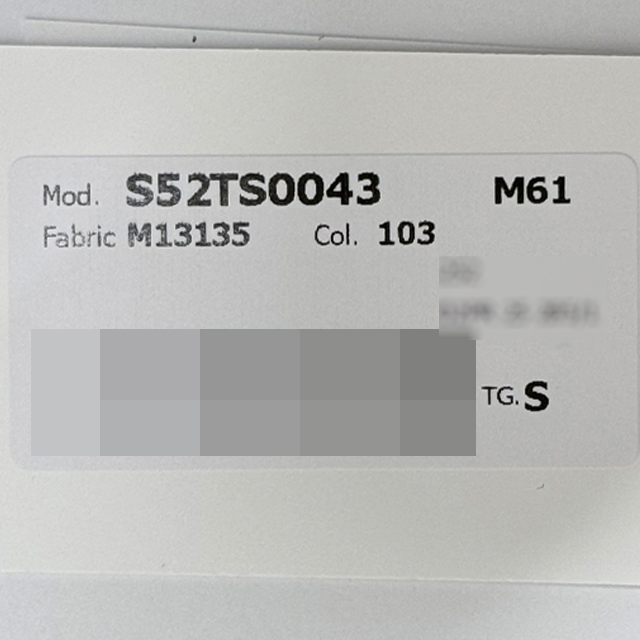 Mod. S52TS0043 M61
Fabric M13135 Col. 103
TG. S